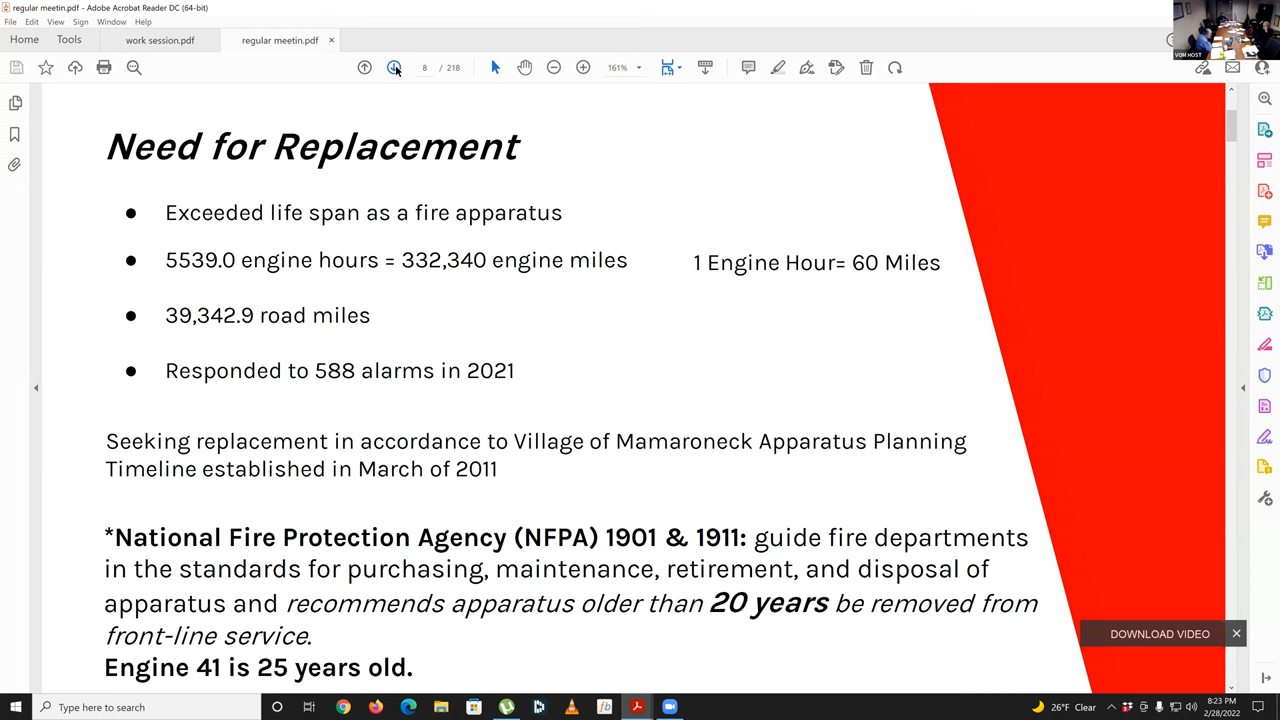 regular meetin.pdf - Adobe Acrobat Reader DC (64-bit)
File Edit View Sign Window Help
Home Tools work session.pdf regular meetin.pdf ×
8 / 218 161%
VOM HOST
Need for Replacement
● Exceeded life span as a fire apparatus
● 5539.0 engine hours = 332,340 engine miles 1 Engine Hour= 60 Miles
● 39,342.9 road miles
● Responded to 588 alarms in 2021
Seeking replacement in accordance to Village of Mamaroneck Apparatus Planning
Timeline established in March of 2011
*National Fire Protection Agency (NFPA) 1901 & 1911: guide fire departments
in the standards for purchasing, maintenance, retirement, and disposal of
apparatus and recommends apparatus older than 20 years be removed from
front-line service.
Engine 41 is 25 years old.
DOWNLOAD VIDEO
Type here to search
26°F Clear
8:23 PM
2/28/2022